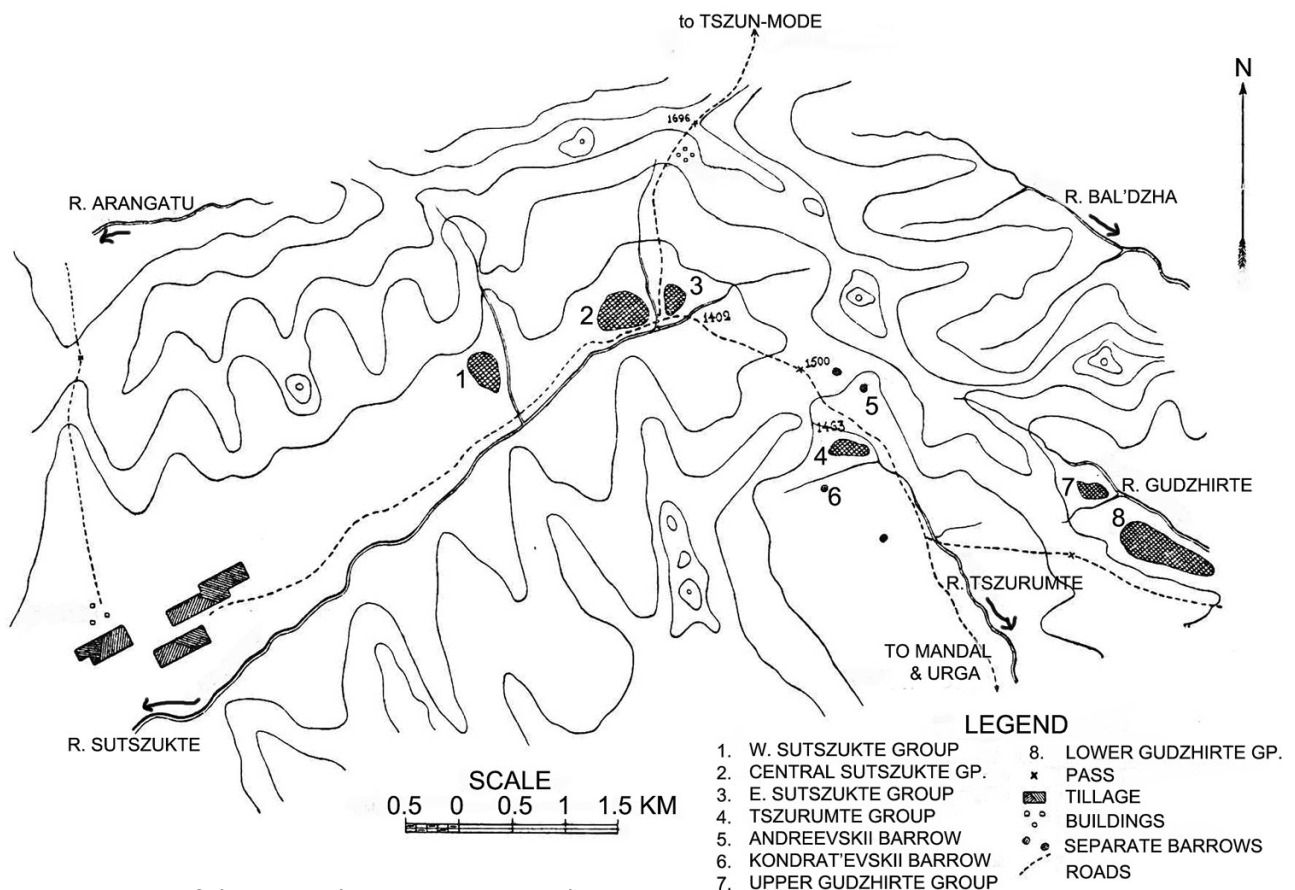 to TSZUN-MODE
N
1696
R. ARANGATU
R. BAL'DZHA
3
2
1402
1
1500
5
1463
4
7
R. GUDZHIRTE
6
8
R. TSZURUMTE
TO MANDAL
& URGA
R. SUTSZUKTE
SCALE
0.5 0 0.5 1 1.5 KM
LEGEND
1. W. SUTSZUKTE GROUP
2. CENTRAL SUTSZUKTE GP.
3. E. SUTSZUKTE GROUP
4. TSZURUMTE GROUP
5. ANDREEVSKII BARROW
6. KONDRAT'EVSKII BARROW
7. UPPER GUDZHIRTE GROUP
8. LOWER GUDZHIRTE GP.
x PASS
TILLAGE
BUILDINGS
SEPARATE BARROWS
ROADS